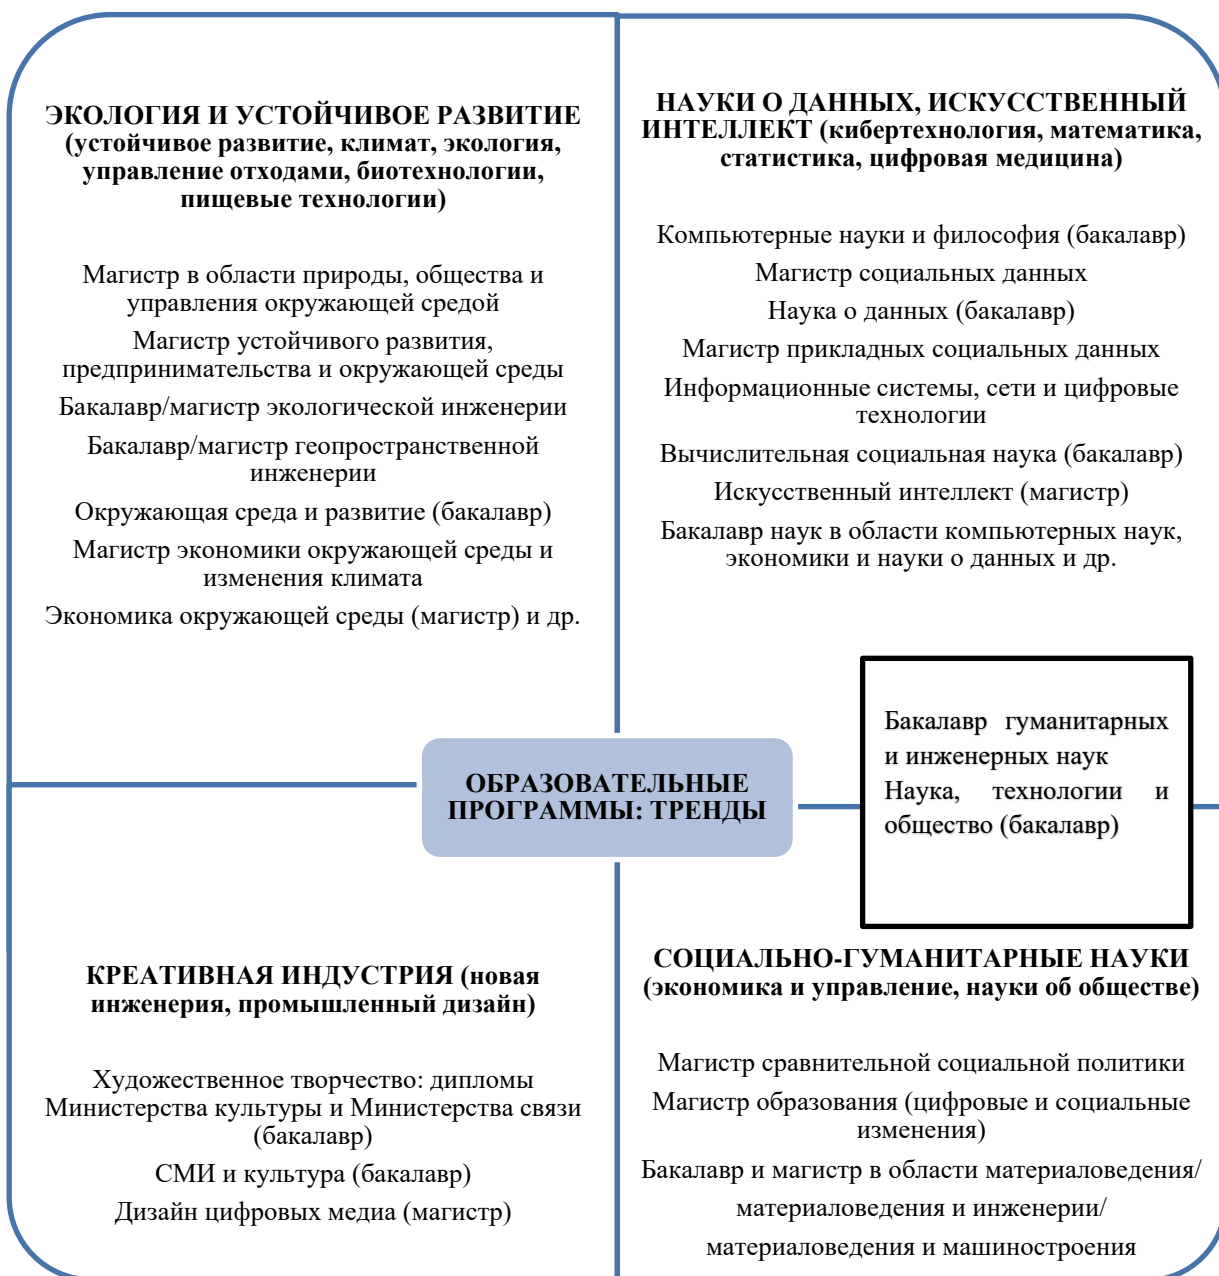 ЭКОЛОГИЯ И УСТОЙЧИВОЕ РАЗВИТИЕ
(устойчивое развитие, климат, экология,
управление отходами, биотехнологии,
пищевые технологии)
Магистр в области природы, общества и
управления окружающей средой
Магистр устойчивого развития,
предпринимательства и окружающей среды
Бакалавр/магистр экологической инженерии
Бакалавр/магистр геопространственной
инженерии
Окружающая среда и развитие (бакалавр)
Магистр экономики окружающей среды и
изменения климата
Экономика окружающей среды (магистр) и др.
НАУКИ О ДАННЫХ, ИСКУССТВЕННЫЙ
ИНТЕЛЛЕКТ (кибертехнология, математика,
статистика, цифровая медицина)
Компьютерные науки и философия (бакалавр)
Магистр социальных данных
Наука о данных (бакалавр)
Магистр прикладных социальных данных
Информационные системы, сети и цифровые
технологии
Вычислительная социальная наука (бакалавр)
Искусственный интеллект (магистр)
Бакалавр наук в области компьютерных наук,
экономики и науки о данных и др.
Бакалавр гуманитарных
и инженерных наук
Наука, технологии и
общество (бакалавр)
ОБРАЗОВАТЕЛЬНЫЕ
ПРОГРАММЫ: ТРЕНДЫ
КРЕАТИВНАЯ ИНДУСТРИЯ (новая
инженерия, промышленный дизайн)
Художественное творчество: дипломы
Министерства культуры и Министерства связи
(бакалавр)
СМИ и культура (бакалавр)
Дизайн цифровых медиа (магистр)
СОЦИАЛЬНО-ГУМАНИТАРНЫЕ НАУКИ
(экономика и управление, науки об обществе)
Магистр сравнительной социальной политики
Магистр образования (цифровые и социальные
изменения)
Бакалавр и магистр в области материаловедения/
материаловедения и инженерии/
материаловедения и машиностроения